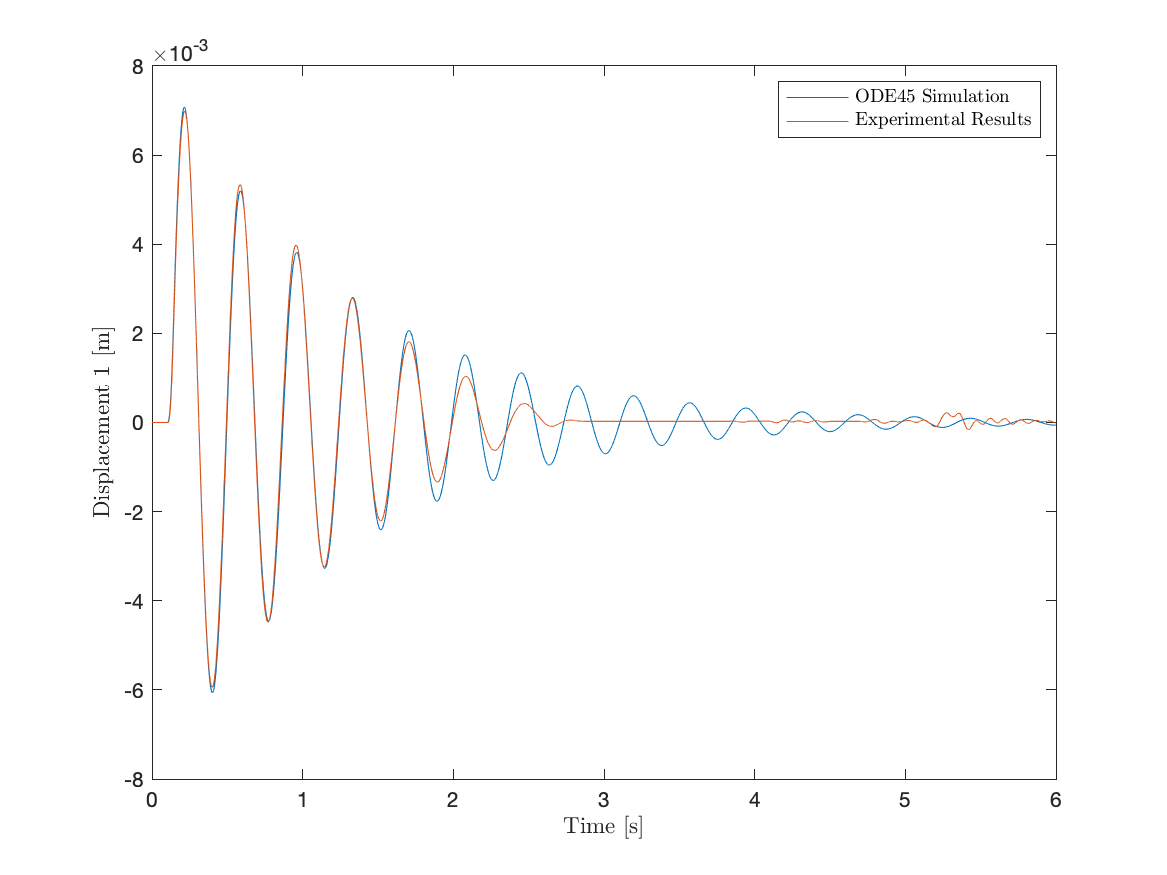 ×10-3
8
6
4
2
0
-2
-4
-6
-8
Displacement 1 [m]
ODE45 Simulation
Experimental Results
0 1 2 3 4 5 6
Time [s]